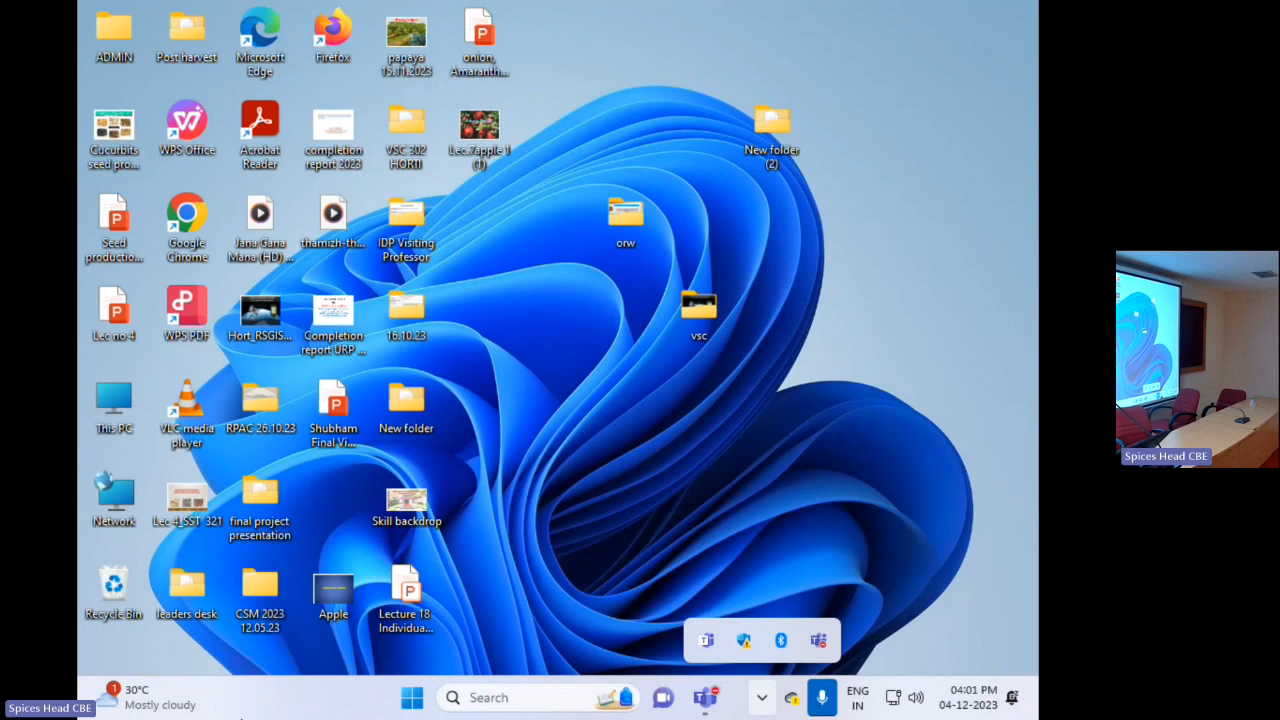 ADMIN
Post harvest
Microsoft
Edge
Firefox
papaya
15.11.2023
onion,
Amaranth...
Cucurbits
seed pro...
WPS Office
Acrobat
Reader
completion
report 2023
VSC 302
HORTI
Lec.7apple 1
(1)
New folder
(2)
Seed
productio...
Google
Chrome
Jana Gana
Mana (HD) ...
thamizh-th...
IDP Visiting
Professor
orw
Lec no 4
WPS PDF
Hort_RSGIS...
Completion
report URP ...
16.10.23
vsc
This PC
VLC media
player
RPAC 26.10.23
Shubham
Final Vi...
New folder
Network
Lec 4_SST 321
final project
presentation
Skill backdrop
Recycle Bin
leaders desk
CSM 2023
12.05.23
Apple
Lecture 18
Individua...
Spices Head CBE
1
30°C
Mostly cloudy
Search
ENG
IN
04:01 PM
04-12-2023
Spices Head CBE